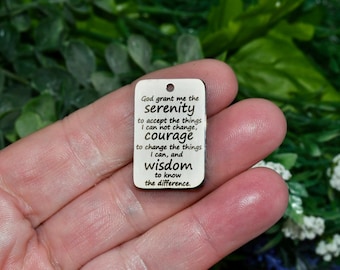 God grant me the
serenity
to accept the things
I can not change,
courage
to change the things
I can, and
wisdom
to know
the difference.